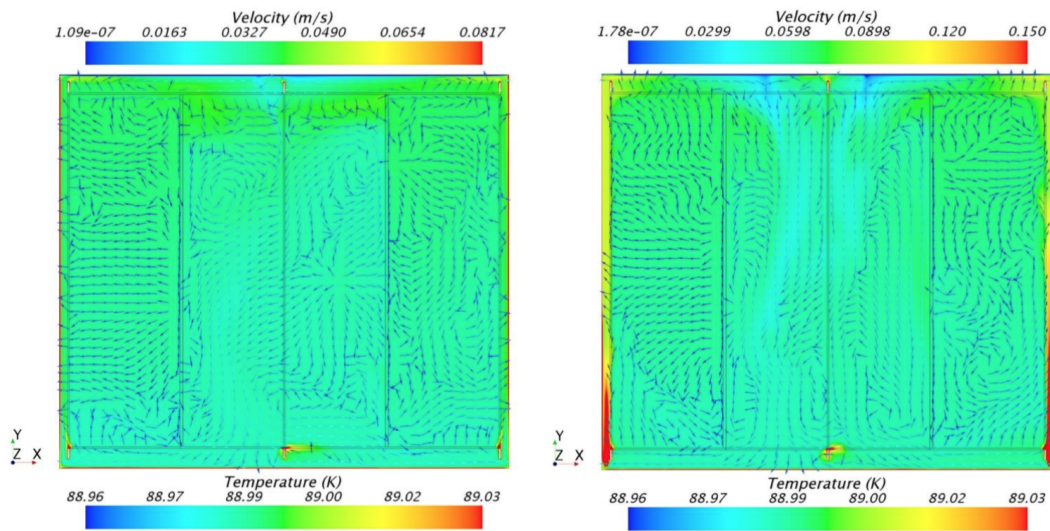 Velocity (m/s)
1.09e-07 0.0163 0.0327 0.0490 0.0654 0.0817
Y
Z X
Temperature (K)
88.96 88.97 88.99 89.00 89.02 89.03
Velocity (m/s)
1.78e-07 0.0299 0.0598 0.0898 0.120 0.150
Y
Z X
Temperature (K)
88.96 88.97 88.99 89.00 89.02 89.03